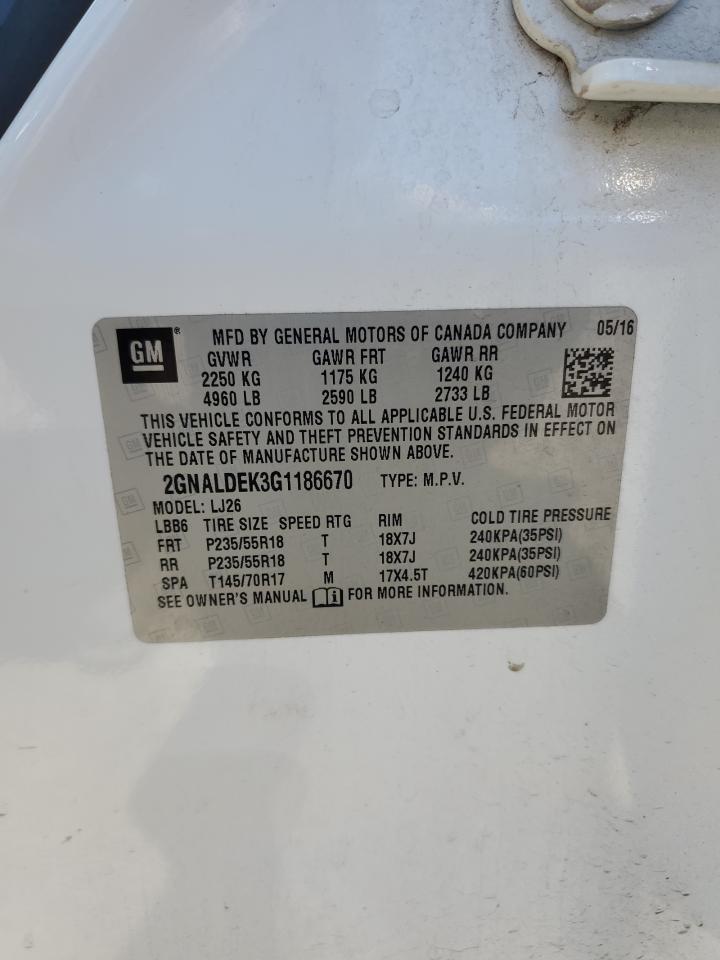 GM ® MFD BY GENERAL MOTORS OF CANADA COMPANY 05/16
GVWR GAWR FRT GAWR RR
2250 KG 1175 KG 1240 KG
4960 LB 2590 LB 2733 LB
THIS VEHICLE CONFORMS TO ALL APPLICABLE U.S. FEDERAL MOTOR
VEHICLE SAFETY AND THEFT PREVENTION STANDARDS IN EFFECT ON
THE DATE OF MANUFACTURE SHOWN ABOVE.
2GNALDEK3G1186670 TYPE: M.P.V.
MODEL: LJ26
LBB6 TIRE SIZE SPEED RTG RIM COLD TIRE PRESSURE
FRT P235/55R18 T 18X7J 240KPA(35PSI)
RR P235/55R18 T 18X7J 240KPA(35PSI)
SPA T145/70R17 M 17X4.5T 420KPA(60PSI)
SEE OWNER'S MANUAL FOR MORE INFORMATION.